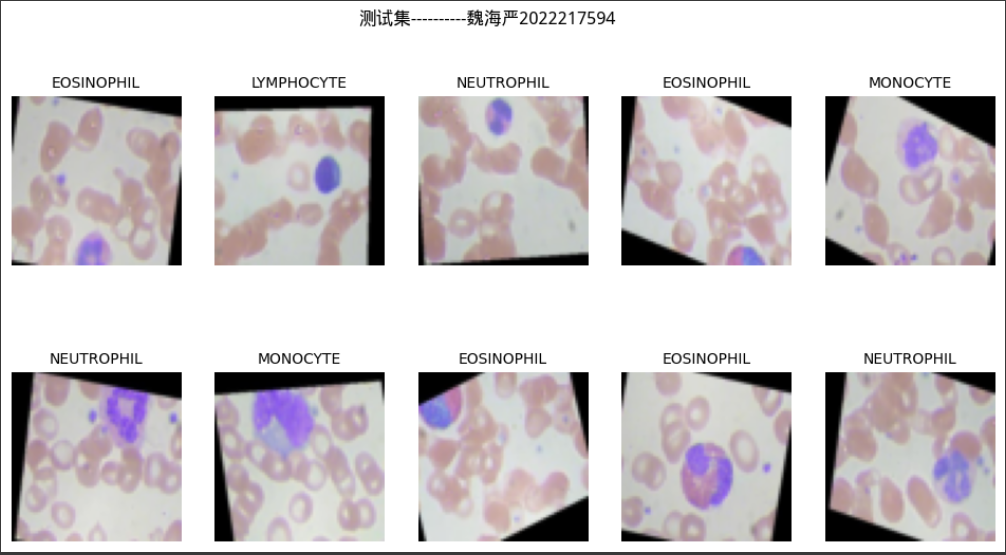 测试集----------魏海严2022217594
EOSINOPHIL LYMPHOCYTE NEUTROPHIL EOSINOPHIL MONOCYTE
NEUTROPHIL MONOCYTE EOSINOPHIL EOSINOPHIL NEUTROPHIL